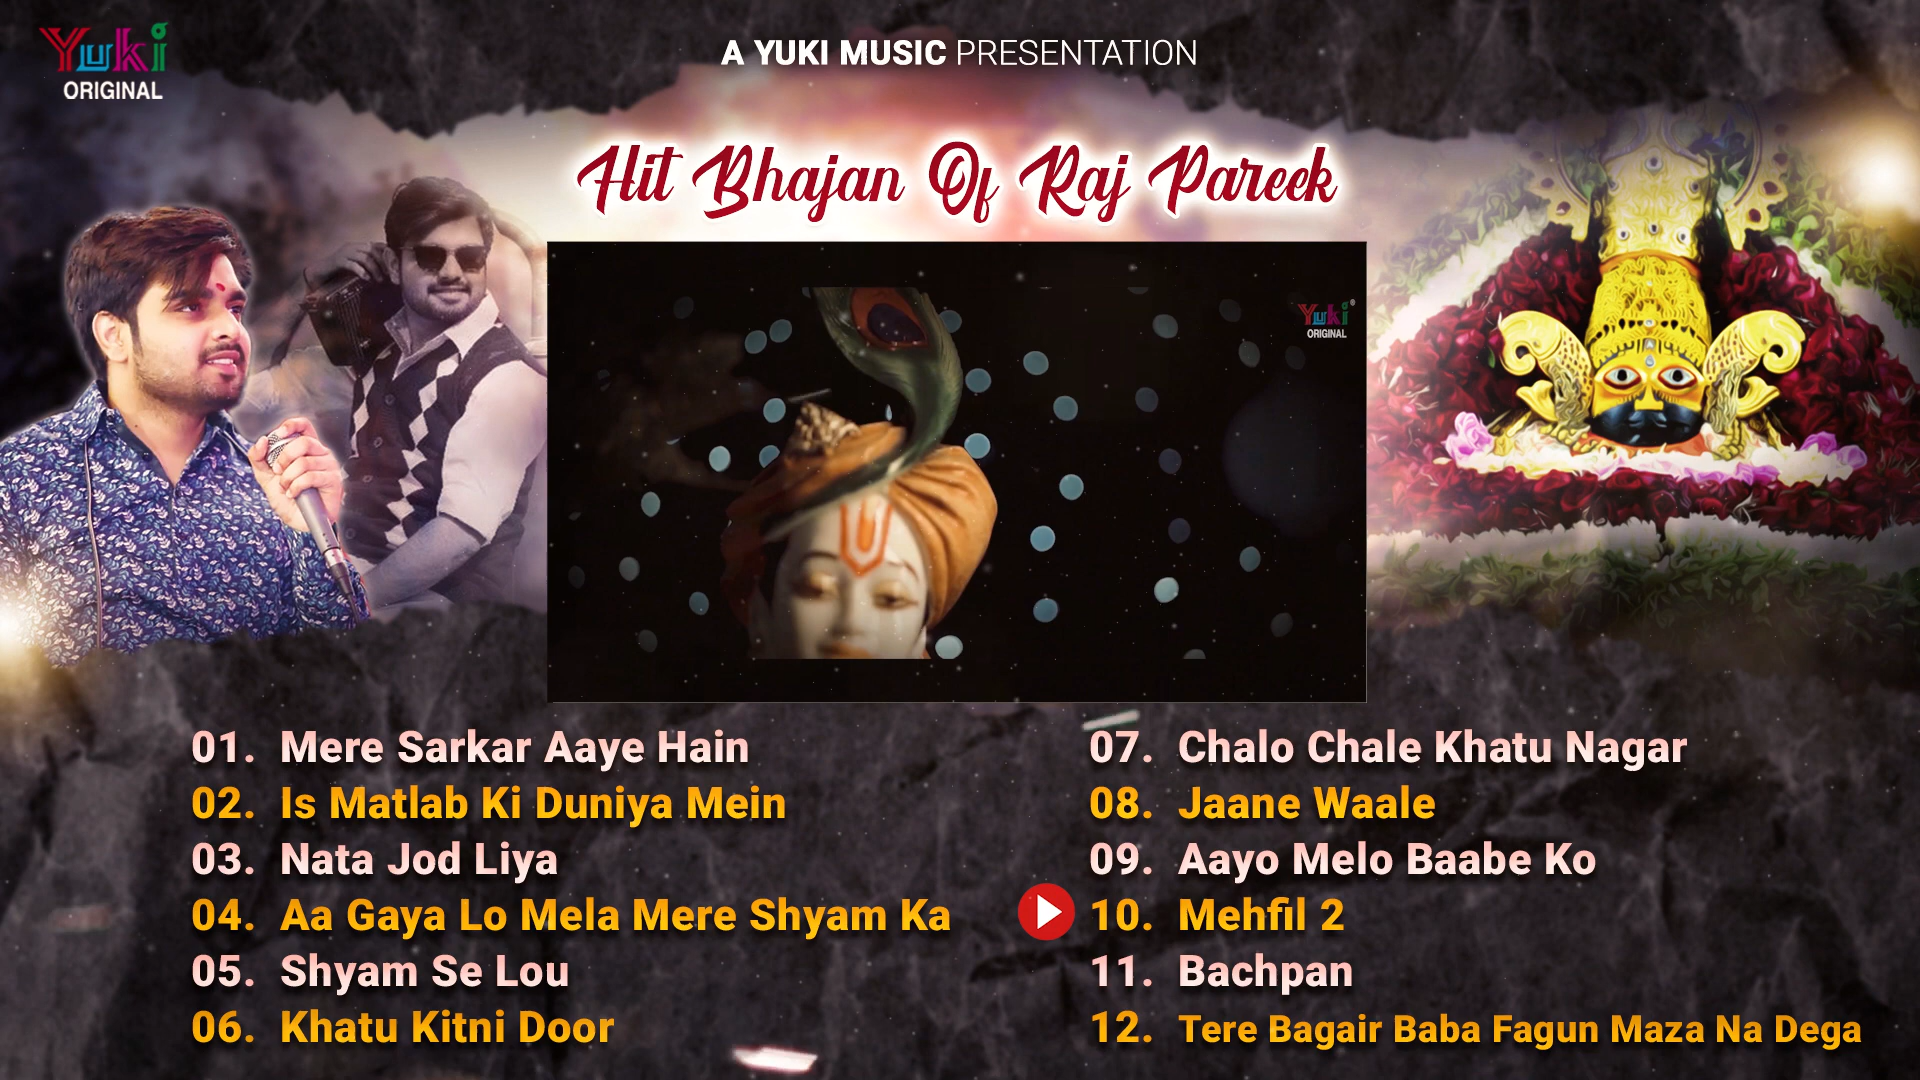 Yuki
ORIGINAL
A YUKI MUSIC PRESENTATION
Hit Bhajan Of Raj Pareek
Yuki®
ORIGINAL
01. Mere Sarkar Aaye Hain
02. Is Matlab Ki Duniya Mein
03. Nata Jod Liya
04. Aa Gaya Lo Mela Mere Shyam Ka
05. Shyam Se Lou
06. Khatu Kitni Door
07. Chalo Chale Khatu Nagar
08. Jaane Waale
09. Aayo Melo Baabe Ko
10. Mehfil 2
11. Bachpan
12. Tere Bagair Baba Fagun Maza Na Dega